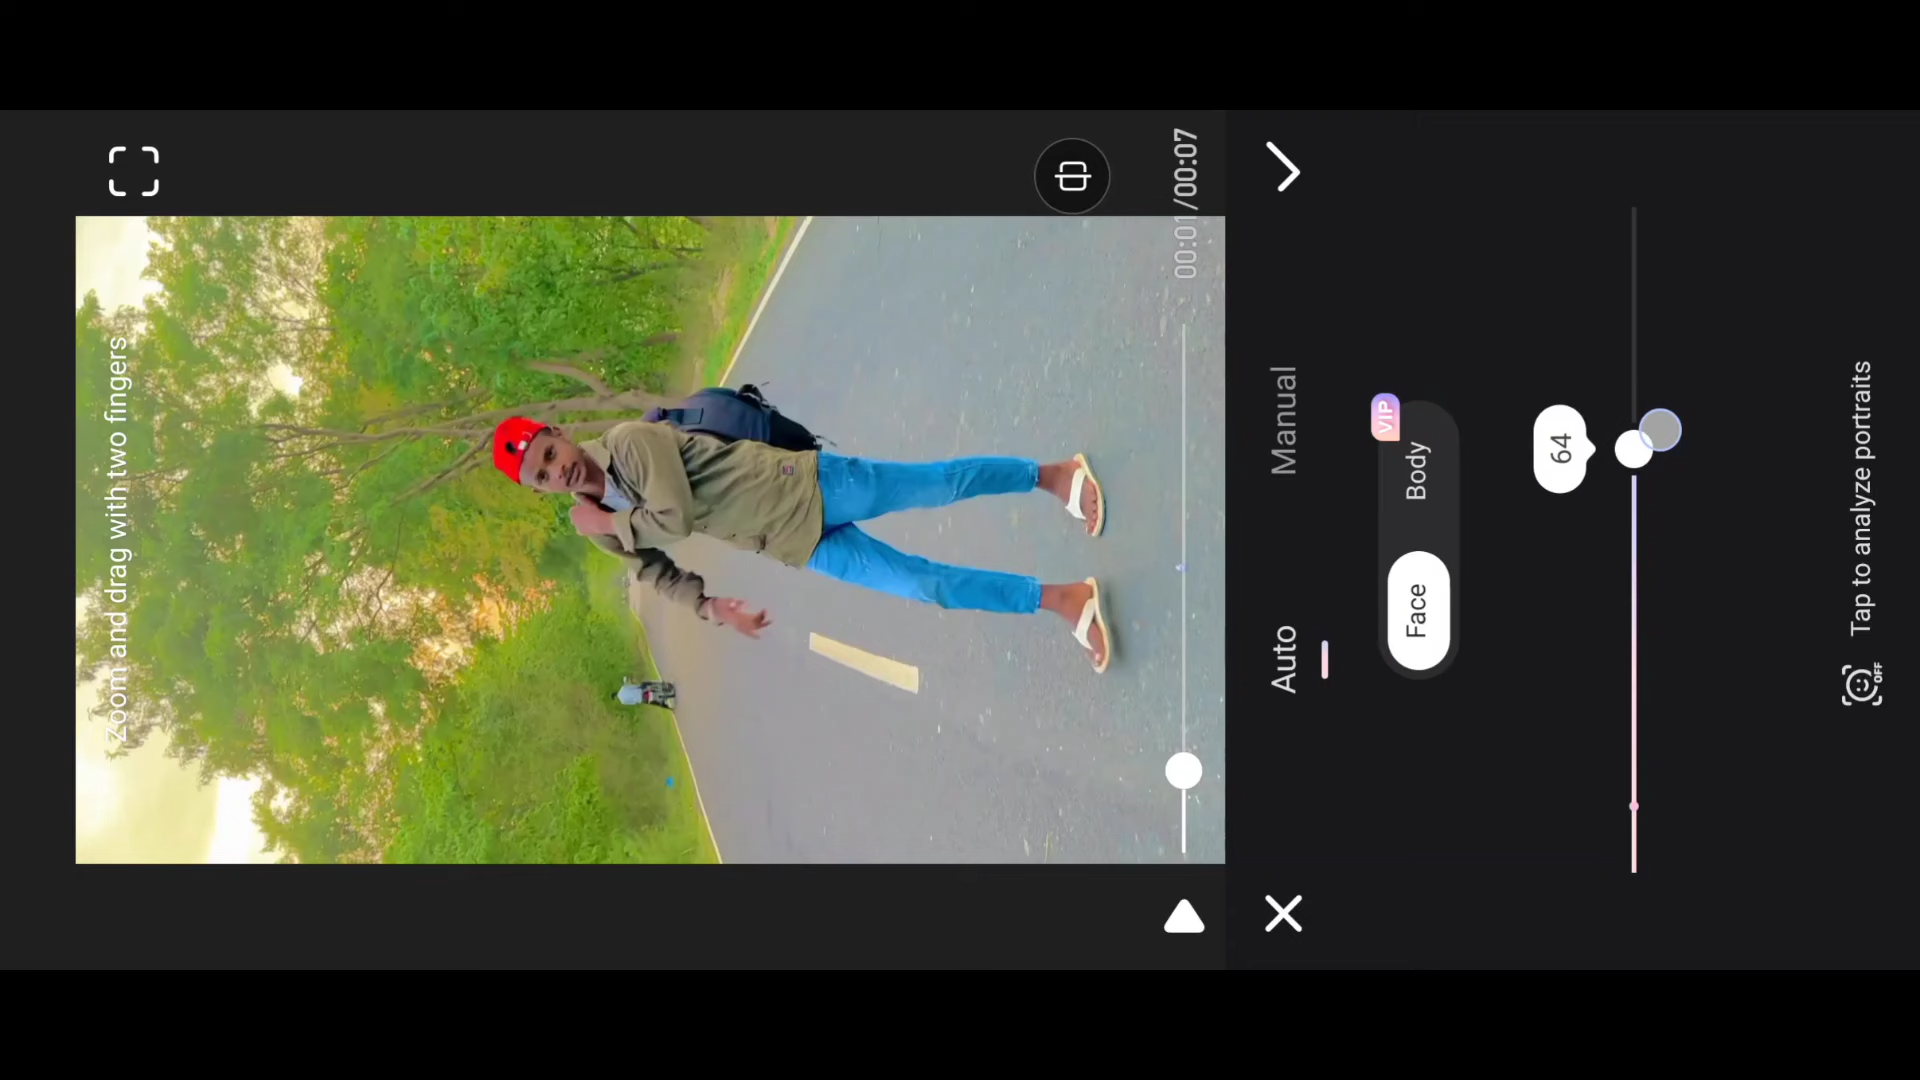 Zoom and drag with two fingers
00:01/00:07
Auto
Manual
Face
Body
VIP
64
OFF
Tap to analyze portraits